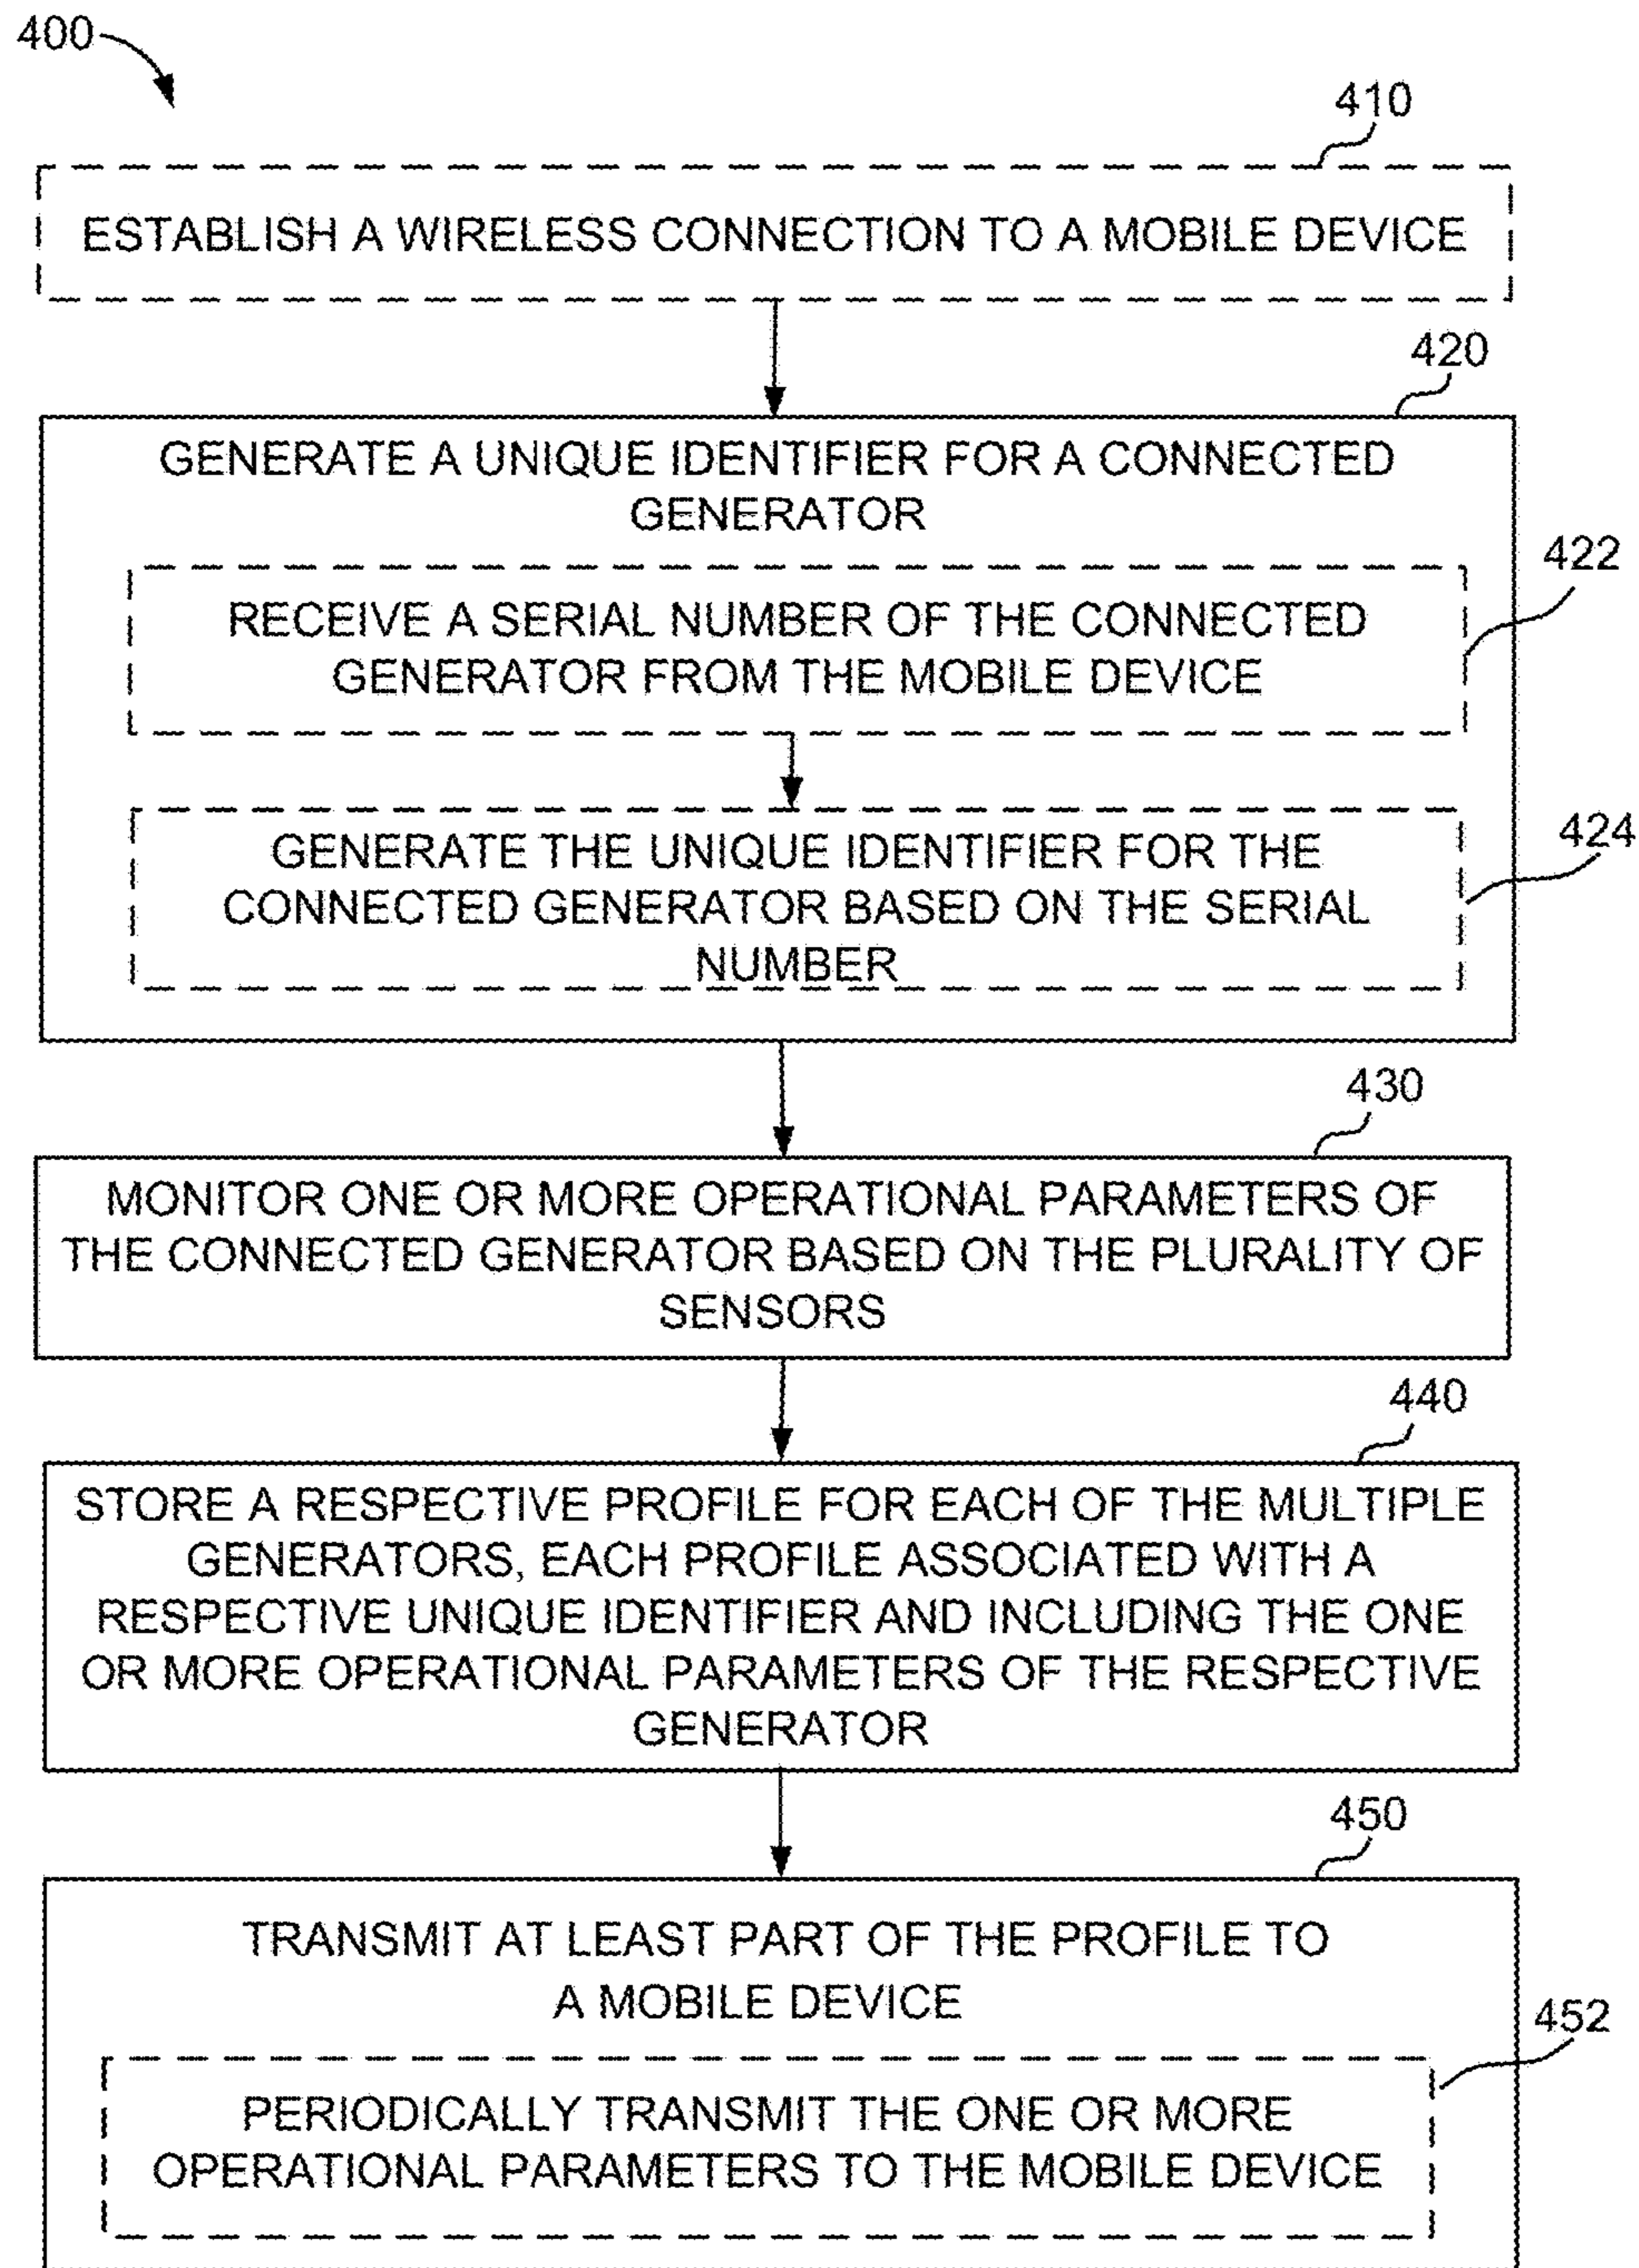 400
410
ESTABLISH A WIRELESS CONNECTION TO A MOBILE DEVICE
420
GENERATE A UNIQUE IDENTIFIER FOR A CONNECTED
GENERATOR
422
RECEIVE A SERIAL NUMBER OF THE CONNECTED
GENERATOR FROM THE MOBILE DEVICE
424
GENERATE THE UNIQUE IDENTIFIER FOR THE
CONNECTED GENERATOR BASED ON THE SERIAL
NUMBER
430
MONITOR ONE OR MORE OPERATIONAL PARAMETERS OF
THE CONNECTED GENERATOR BASED ON THE PLURALITY OF
SENSORS
440
STORE A RESPECTIVE PROFILE FOR EACH OF THE MULTIPLE
GENERATORS, EACH PROFILE ASSOCIATED WITH A
RESPECTIVE UNIQUE IDENTIFIER AND INCLUDING THE ONE
OR MORE OPERATIONAL PARAMETERS OF THE RESPECTIVE
GENERATOR
450
TRANSMIT AT LEAST PART OF THE PROFILE TO
A MOBILE DEVICE
452
PERIODICALLY TRANSMIT THE ONE OR MORE
OPERATIONAL PARAMETERS TO THE MOBILE DEVICE